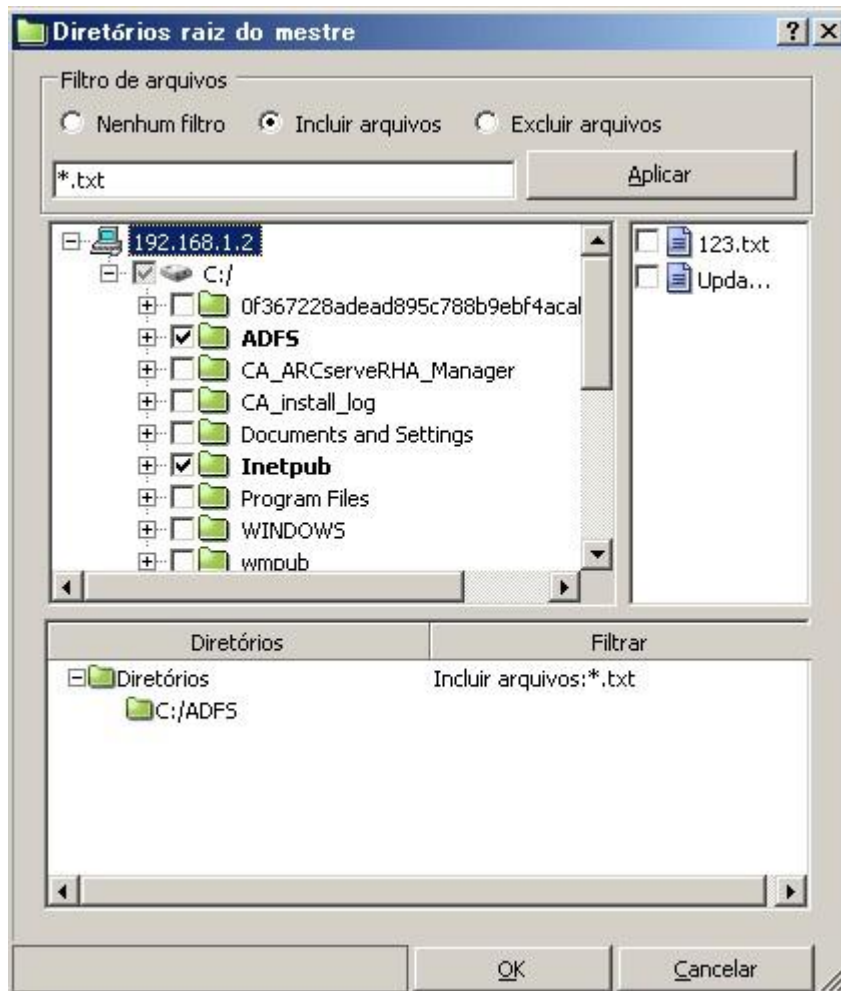 Diretórios raiz do mestre
Filtro de arquivos
Nenhum filtro Incluir arquivos Excluir arquivos
*.txt Aplicar
192.168.1.2
C:/
0f367228adead895c788b9ebf4acal
ADFS
CA_ARCserveRHA_Manager
CA_install_log
Documents and Settings
Inetpub
Program Files
WINDOWS
wmpub
123.txt
Upda...
Diretórios Filtrar
Diretórios Incluir arquivos:*.txt
C:/ADFS
OK Cancelar